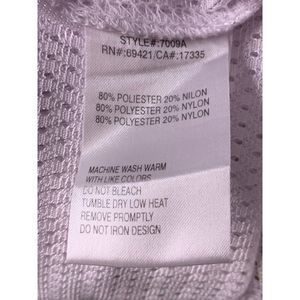 STYLE#:7009A
RN#:69421/CA#:17335
80% POLIESTER 20% NILON
80% POLYESTER 20% NYLON
80% POLYESTER 20% NYLON
MACHINE WASH WARM
WITH LIKE COLORS
DO NOT BLEACH
TUMBLE DRY LOW HEAT
REMOVE PROMPTLY
DO NOT IRON DESIGN